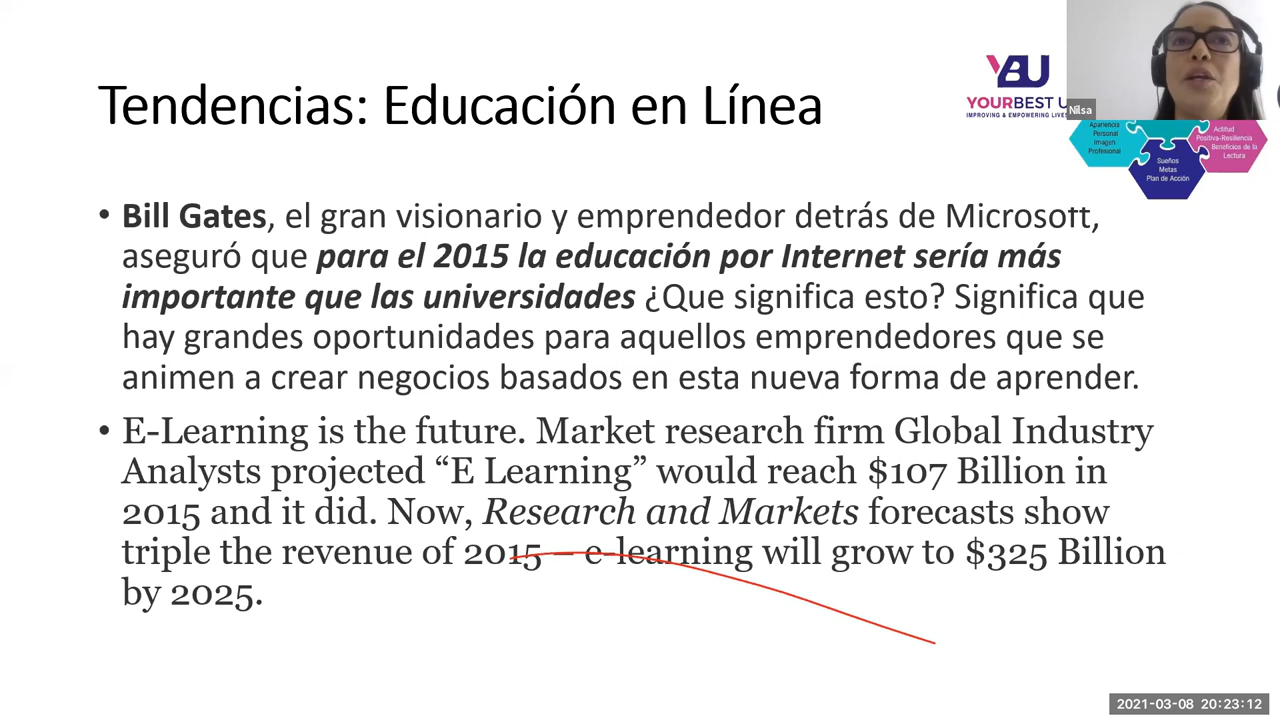 Tendencias: Educación en Línea
YBU
YOURBEST U
IMPROVING & EMPOWERING LIVES
Nilsa
Apariencia
Personal
Imagen
Profesional
Sueños
Metas
Plan de Acción
Actitud
Positiva-Resiliencia
Beneficios de la
Lectura
• Bill Gates, el gran visionario y emprendedor detrás de Microsott,
aseguró que para el 2015 la educación por Internet sería más
importante que las universidades ¿Que significa esto? Significa que
hay grandes oportunidades para aquellos emprendedores que se
animen a crear negocios basados en esta nueva forma de aprender.
• E-Learning is the future. Market research firm Global Industry
Analysts projected “E Learning” would reach $107 Billion in
2015 and it did. Now, Research and Markets forecasts show
triple the revenue of 2015 – e-learning will grow to $325 Billion
by 2025.
2021-03-08 20:23:12